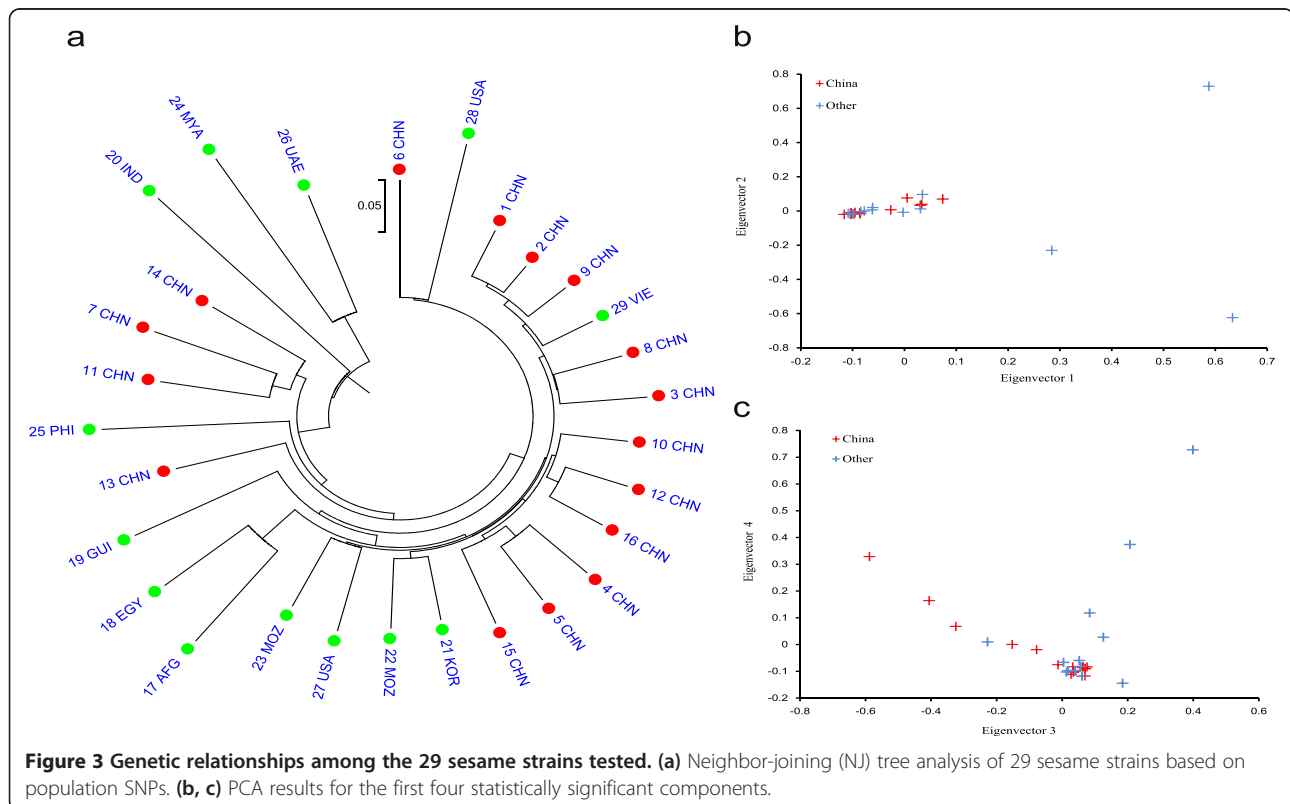 a
24 MYA
20 IND
26 UAE
6 CHN
28 USA
0.05
1 CHN
2 CHN
9 CHN
29 VIE
8 CHN
3 CHN
10 CHN
12 CHN
16 CHN
4 CHN
5 CHN
15 CHN
21 KOR
22 MOZ
27 USA
23 MOZ
17 AFG
18 EGY
19 GUI
13 CHN
25 PHI
11 CHN
7 CHN
14 CHN
b
China
Other
0.8
0.6
0.4
0.2
0
-0.2
-0.4
-0.6
-0.8
Eigenvector 2
-0.2 -0.1 0 0.1 0.2 0.3 0.4 0.5 0.6 0.7
Eigenvector 1
c
China
Other
0.8
0.7
0.6
0.5
0.4
0.3
0.2
0.1
0
-0.1
-0.2
Eigenvector 4
-0.8 -0.6 -0.4 -0.2 0 0.2 0.4 0.6
Eigenvector 3
Figure 3 Genetic relationships among the 29 sesame strains tested. (a) Neighbor-joining (NJ) tree analysis of 29 sesame strains based on
population SNPs. (b, c) PCA results for the first four statistically significant components.